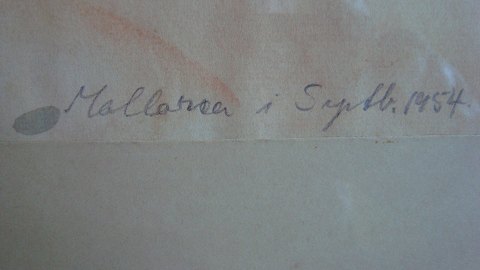 Mallorca i Septb. 1954.